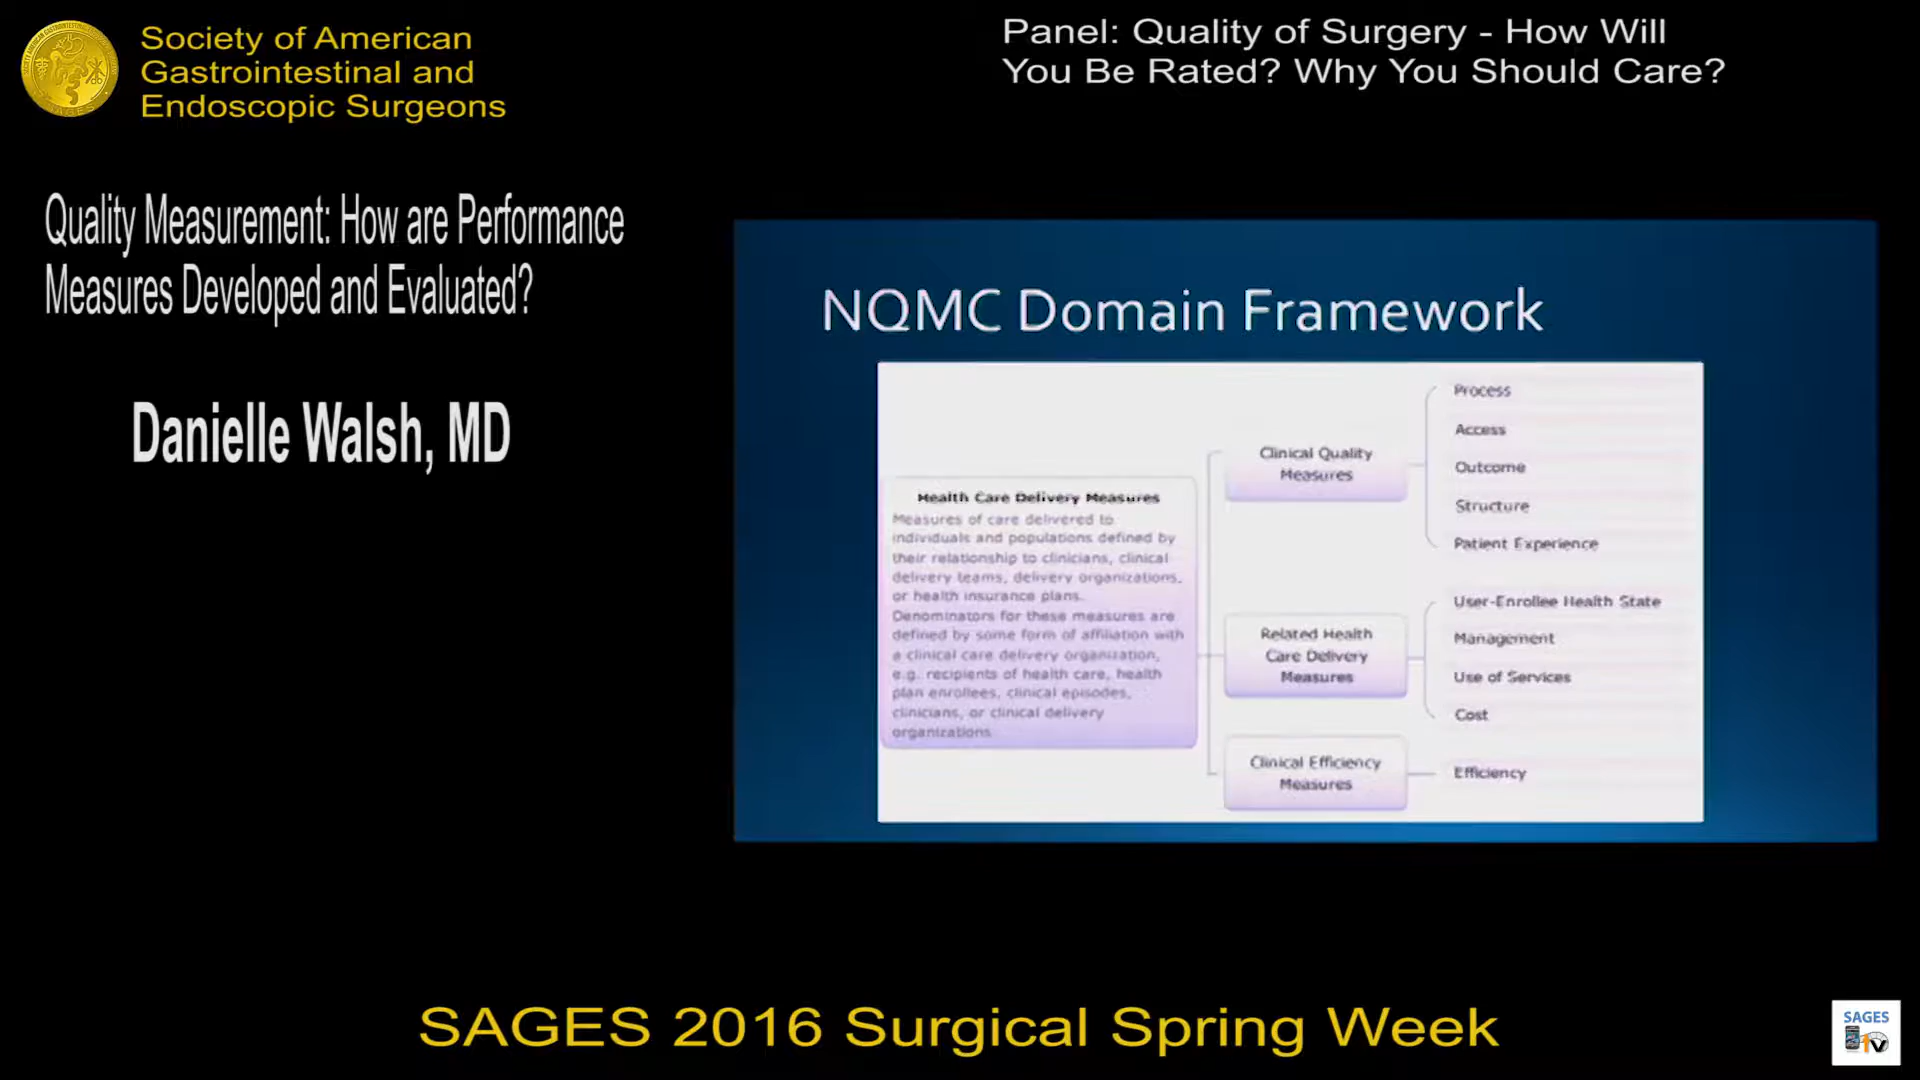 Society of American
Gastrointestinal and
Endoscopic Surgeons
Panel: Quality of Surgery - How Will
You Be Rated? Why You Should Care?
Quality Measurement: How are Performance
Measures Developed and Evaluated?
Danielle Walsh, MD
NQMC Domain Framework
Health Care Delivery Measures
Measures of care delivered to
individuals and populations defined by
their relationship to clinicians, clinical
delivery teams, delivery organizations,
or health insurance plans.
Denominators for these measures are
defined by some form of affiliation with
a clinical care delivery organization,
e.g. recipients of health care, health
plan enrollees, clinical episodes,
clinicians, or clinical delivery
organizations.
Clinical Quality
Measures
Process
Access
Outcome
Structure
Patient Experience
Related Health
Care Delivery
Measures
User-Enrollee Health State
Management
Use of Services
Cost
Clinical Efficiency
Measures
Efficiency
SAGES 2016 Surgical Spring Week
SAGES
TV